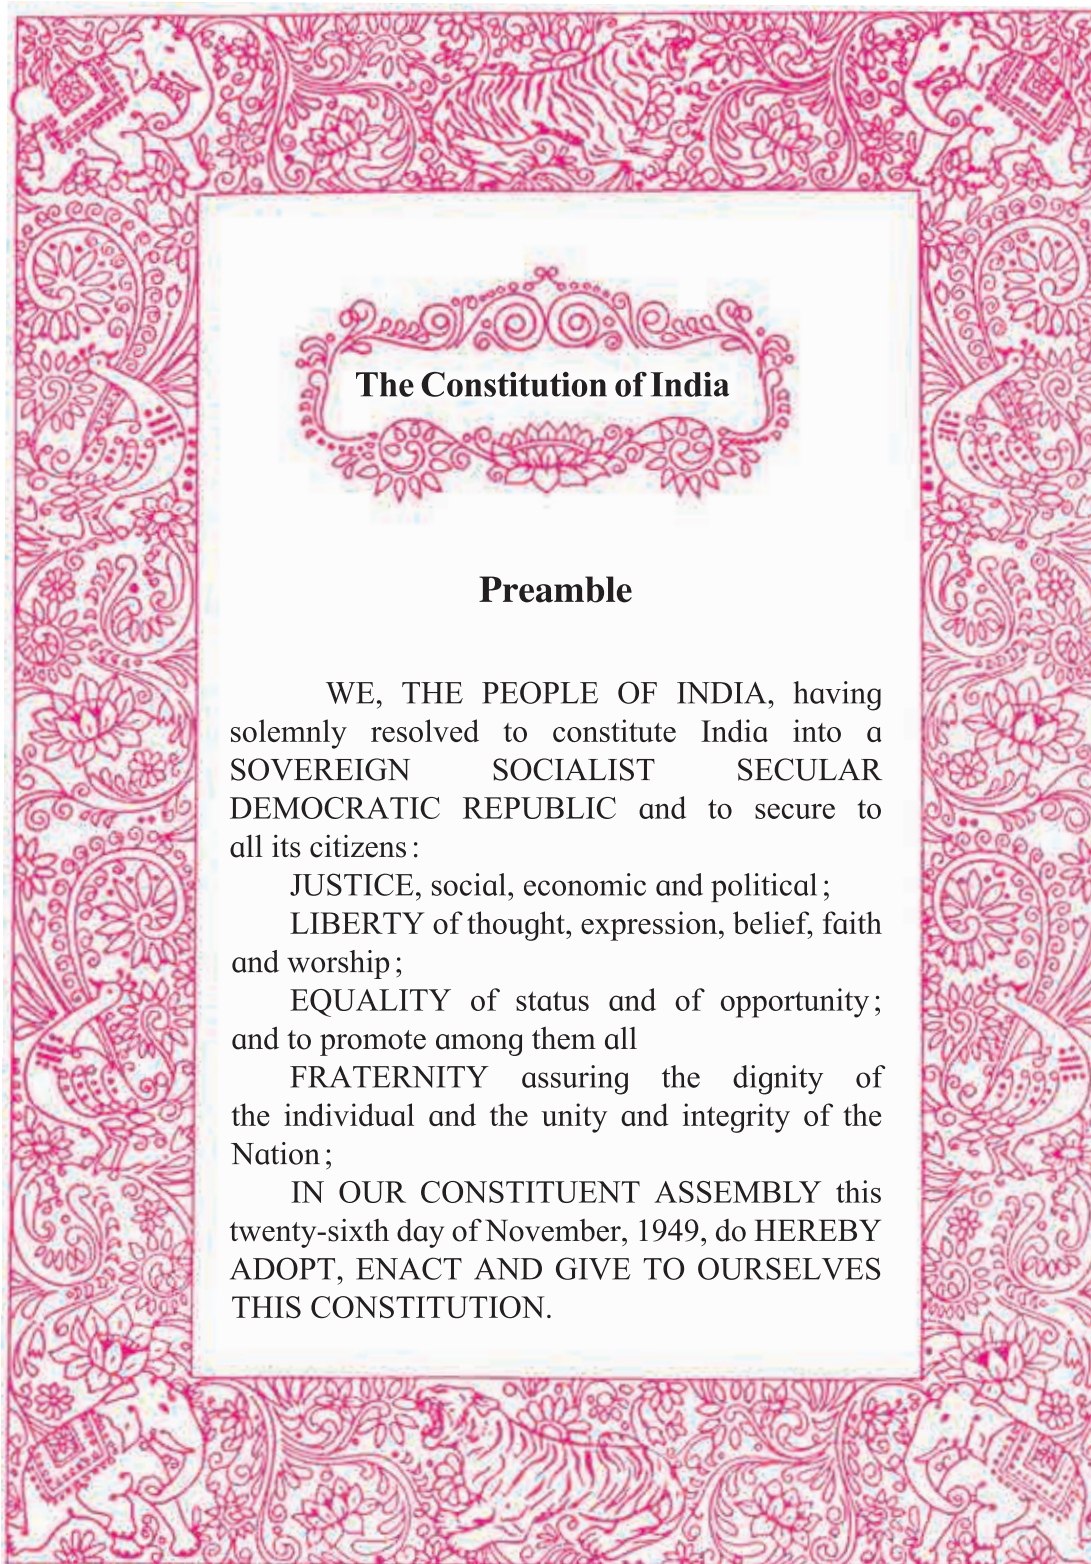 The Constitution of India
Preamble
WE, THE PEOPLE OF INDIA, having
solemnly resolved to constitute India into a
SOVEREIGN SOCIALIST SECULAR
DEMOCRATIC REPUBLIC and to secure to
all its citizens :
JUSTICE, social, economic and political ;
LIBERTY of thought, expression, belief, faith
and worship ;
EQUALITY of status and of opportunity ;
and to promote among them all
FRATERNITY assuring the dignity of
the individual and the unity and integrity of the
Nation ;
IN OUR CONSTITUENT ASSEMBLY this
twenty-sixth day of November, 1949, do HEREBY
ADOPT, ENACT AND GIVE TO OURSELVES
THIS CONSTITUTION.